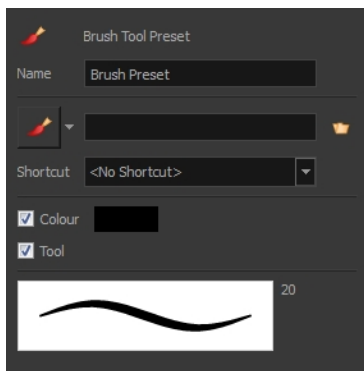 Brush Tool Preset
Name Brush Preset
Shortcut <No Shortcut>
Colour
Tool
20